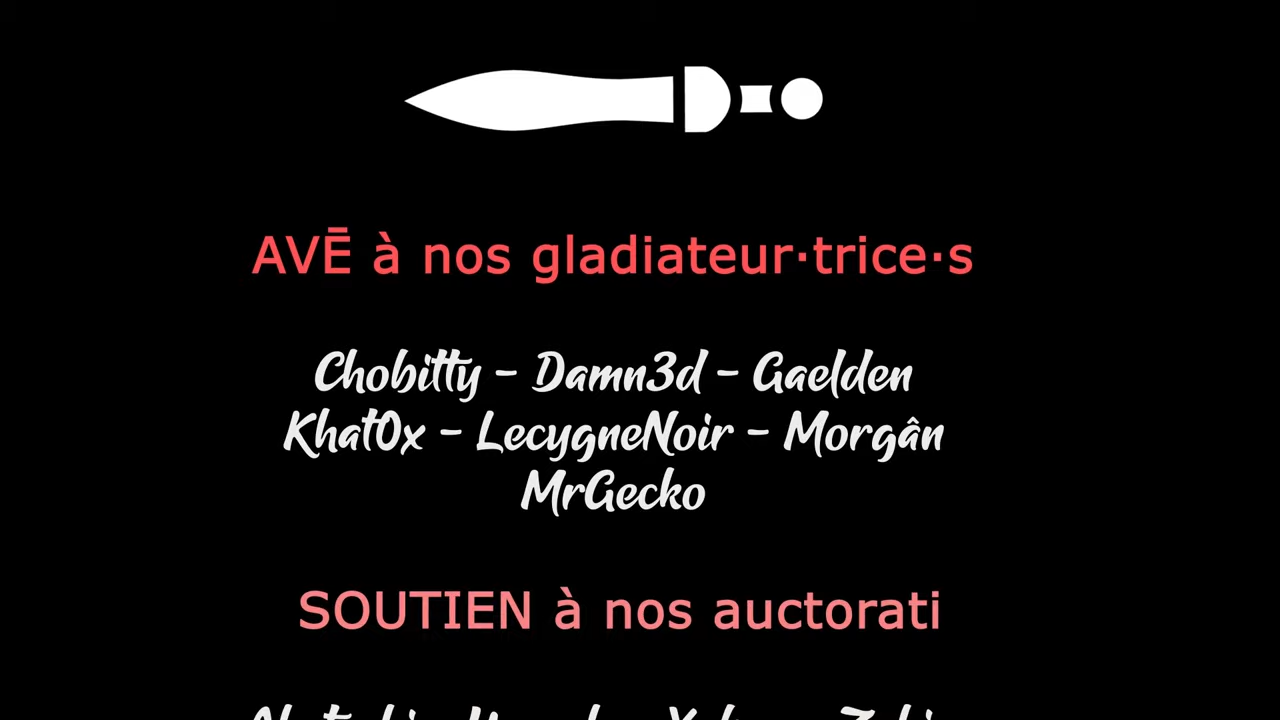 AVĒ à nos gladiateur·trice·s
Chobitty - Damn3d - Gaelden
Khat0x - LecygneNoir - Morgân
MrGecko
SOUTIEN à nos auctorati